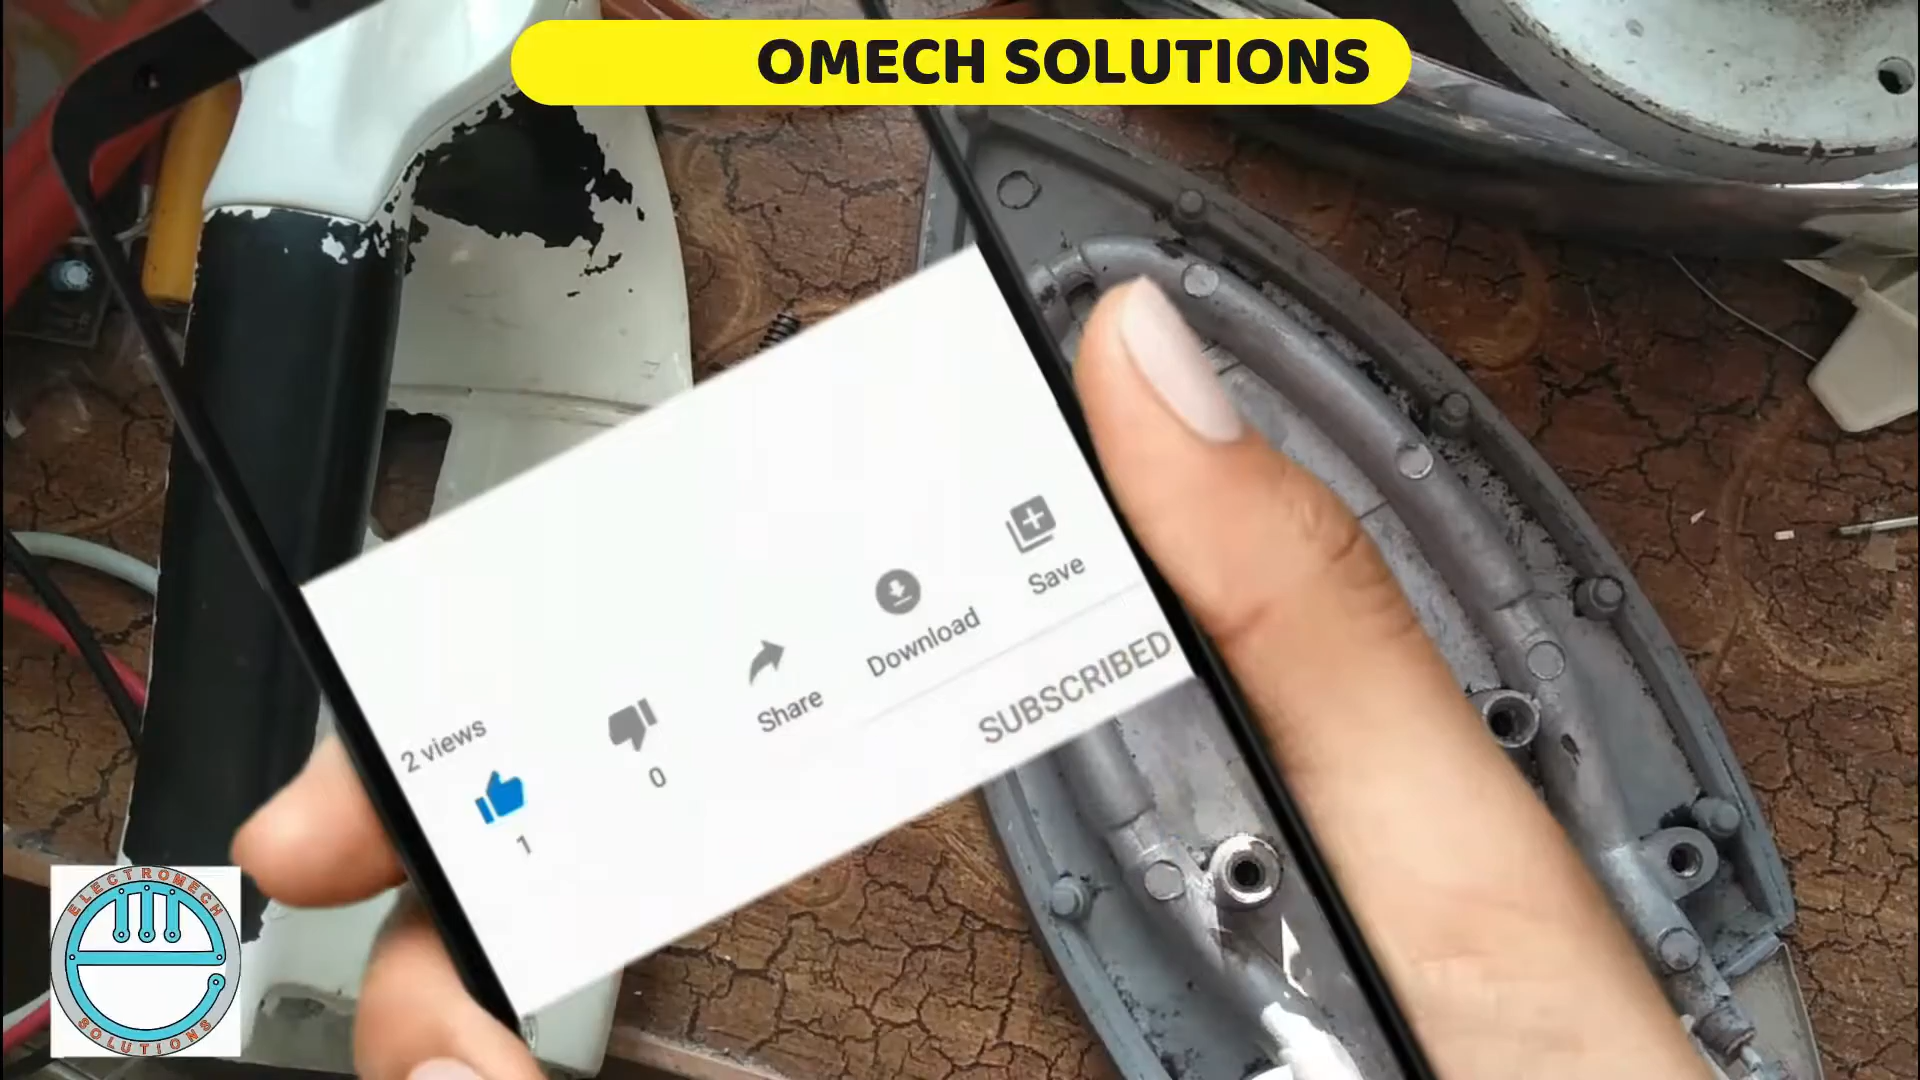 OMECH SOLUTIONS
Save
Download
Share
SUBSCRIBED
2 views
0
1
ELECTROMECH
SOLUTIONS